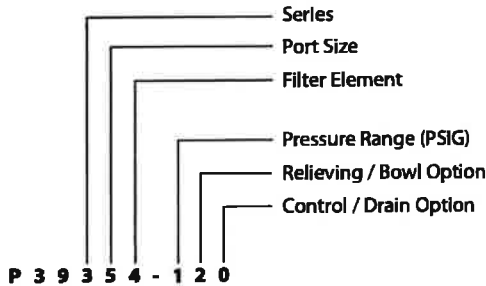 Series
Port Size
Filter Element
Pressure Range (PSIG)
Relieving / Bowl Option
Control / Drain Option
P 3 9 3 5 4 - 1 2 0